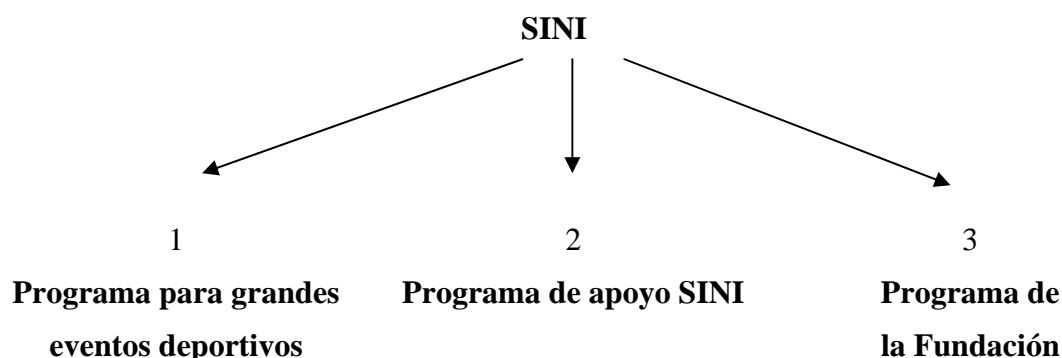 SINI
1 2 3
Programa para grandes Programa de apoyo SINI Programa de
eventos deportivos la Fundación